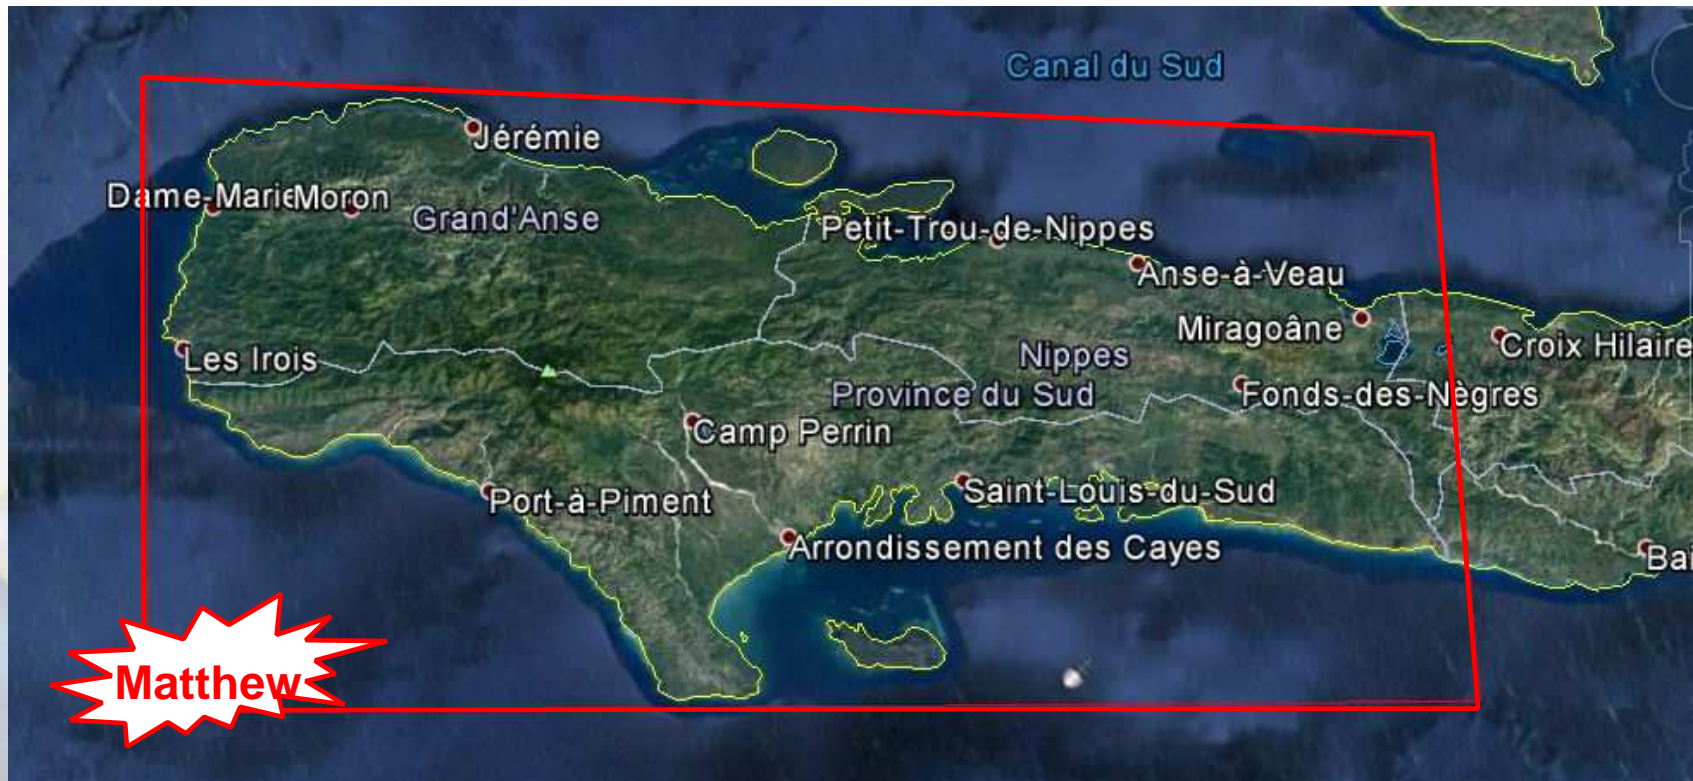 Canal du Sud
Jérémie
Dame-Marie
Moron
Grand'Anse
Petit-Trou-de-Nippes
Anse-à-Veau
Miragoâne
Croix Hilaire
Les Irois
Nippes
Province du Sud
Fonds-des-Nègres
Camp Perrin
Saint-Louis-du-Sud
Port-à-Piment
Arrondissement des Cayes
Bai
Matthew